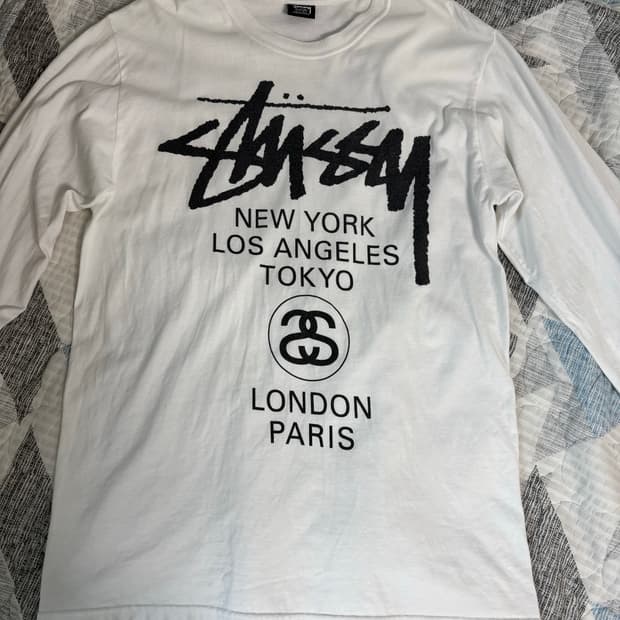 Stüssy
NEW YORK
LOS ANGELES
TOKYO
LONDON
PARIS